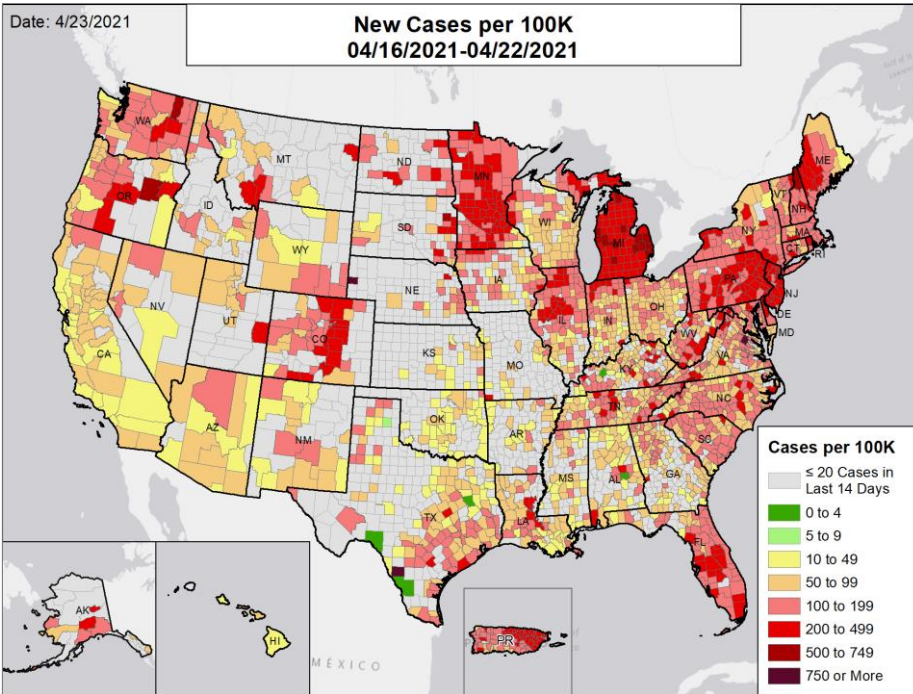 Date: 4/23/2021
New Cases per 100K
04/16/2021-04/22/2021
WA
MT
ND
MN
ME
OR
ID
WY
SD
WI
MI
VT
NH
NY
MA
CT
RI
NV
UT
CO
NE
IA
IL
IN
OH
PA
NJ
DE
MD
CA
KS
MO
KY
WV
VA
AZ
NM
OK
AR
TN
NC
SC
TX
LA
MS
AL
GA
FL
AK
HI
PR
MÉXICO
Cases per 100K
≤ 20 Cases in
Last 14 Days
0 to 4
5 to 9
10 to 49
50 to 99
100 to 199
200 to 499
500 to 749
750 or More